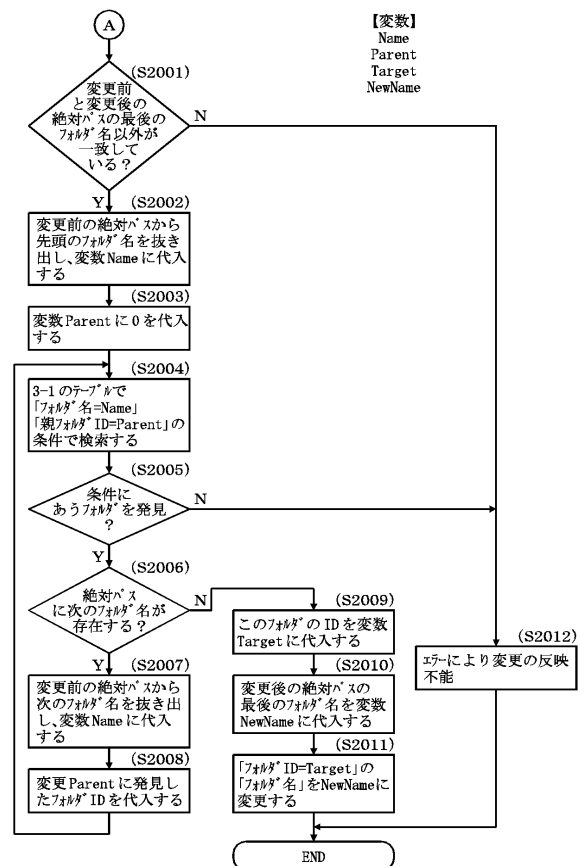 A
【変数】
Name
Parent
Target
NewName
(S2001)
変更前
と変更後の
絶対パスの最後の
フォルダ名以外が
一致して
いる?
N
Y
(S2002)
変更前の絶対パスから
先頭のフォルダ名を抜き
出し、変数Nameに代入
する
(S2003)
変数Parentに0を代入
する
(S2004)
3-1のテーブルで
「フォルダ名=Name」
「親フォルダID=Parent」の
条件で検索する
(S2005)
条件に
あうフォルダを発見
?
N
Y
(S2006)
絶対パス
に次のフォルダ名が
存在する?
N
Y
(S2007)
変更前の絶対パスから
次のフォルダ名を抜き出
し、変数Nameに代入
する
(S2008)
変更Parentに発見し
たフォルダIDを代入する
(S2009)
このフォルダのIDを変数
Targetに代入する
(S2010)
変更後の絶対パスの
最後のフォルダ名を変数
NewNameに代入する
(S2011)
「フォルダID=Target」の
「フォルダ名」をNewNameに
変更する
(S2012)
エラーにより変更の反映
不能
END